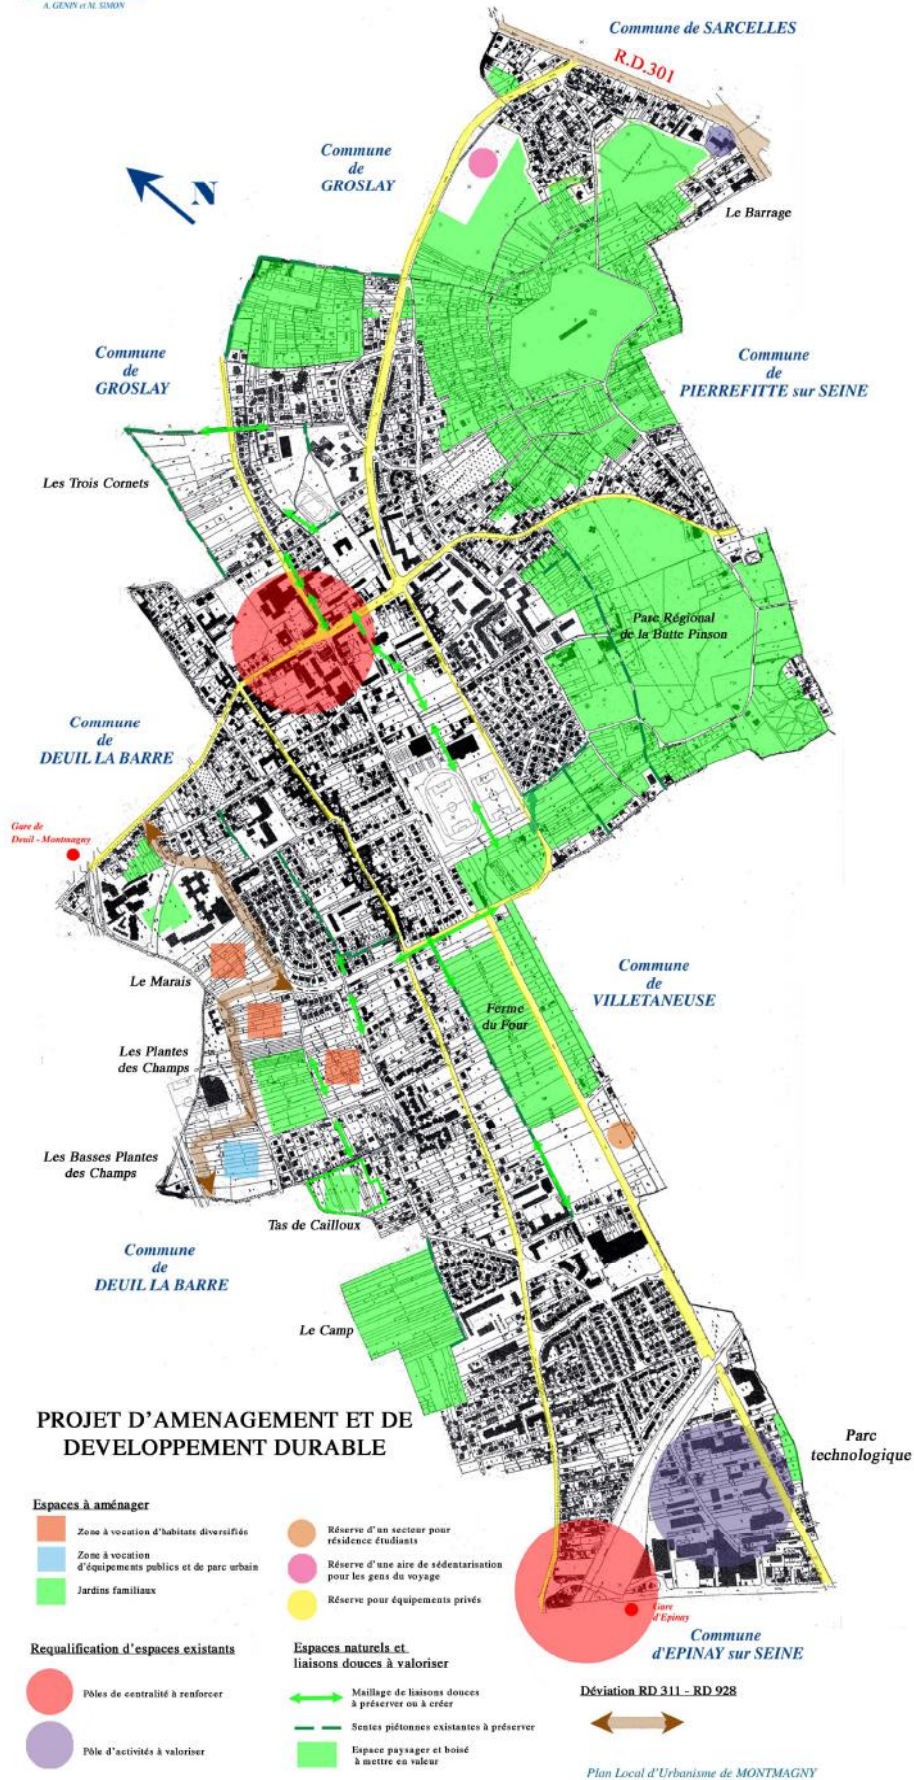 A. GENIN et M. SIMON
Commune de SARCELLES
R.D.301
Commune
de
GROSLAY
N
Le Barrage
Commune
de
GROSLAY
Commune
de
PIERREFITTE sur SEINE
Les Trois Cornets
Parc Régional
de la Butte Pinson
Commune
de
DEUIL LA BARRE
Gare de
Deuil - Montmagny
Le Marais
Commune
de
VILLETANEUSE
Ferme
du Four
Les Plantes
des Champs
Les Basses Plantes
des Champs
Tas de Cailloux
Commune
de
DEUIL LA BARRE
Le Camp
PROJET D'AMENAGEMENT ET DE
DEVELOPPEMENT DURABLE
Parc
technologique
Espaces à aménager
Zone à vocation d'habitats diversifiés
Zone à vocation
d'équipements publics et de parc urbain
Jardins familiaux
Réserve d'un secteur pour
résidence étudiants
Réserve d'une aire de sédentarisation
pour les gens du voyage
Réserve pour équipements privés
Gare
d'Epinay
Commune
d'EPINAY sur SEINE
Requalification d'espaces existants
Pôles de centralité à renforcer
Pôle d'activités à valoriser
Espaces naturels et
liaisons douces à valoriser
Maillage de liaisons douces
à préserver ou à créer
Sentes piétonnes existantes à préserver
Espace paysager et boisé
à mettre en valeur
Déviation RD 311 - RD 928
Plan Local d'Urbanisme de MONTMAGNY